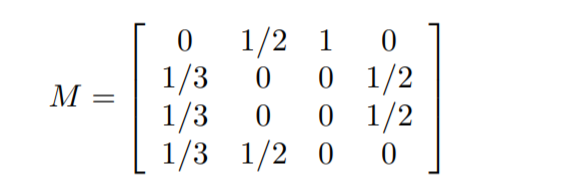 0 1/2 1 0
1/3 0 0 1/2
M =
1/3 0 0 1/2
1/3 1/2 0 0